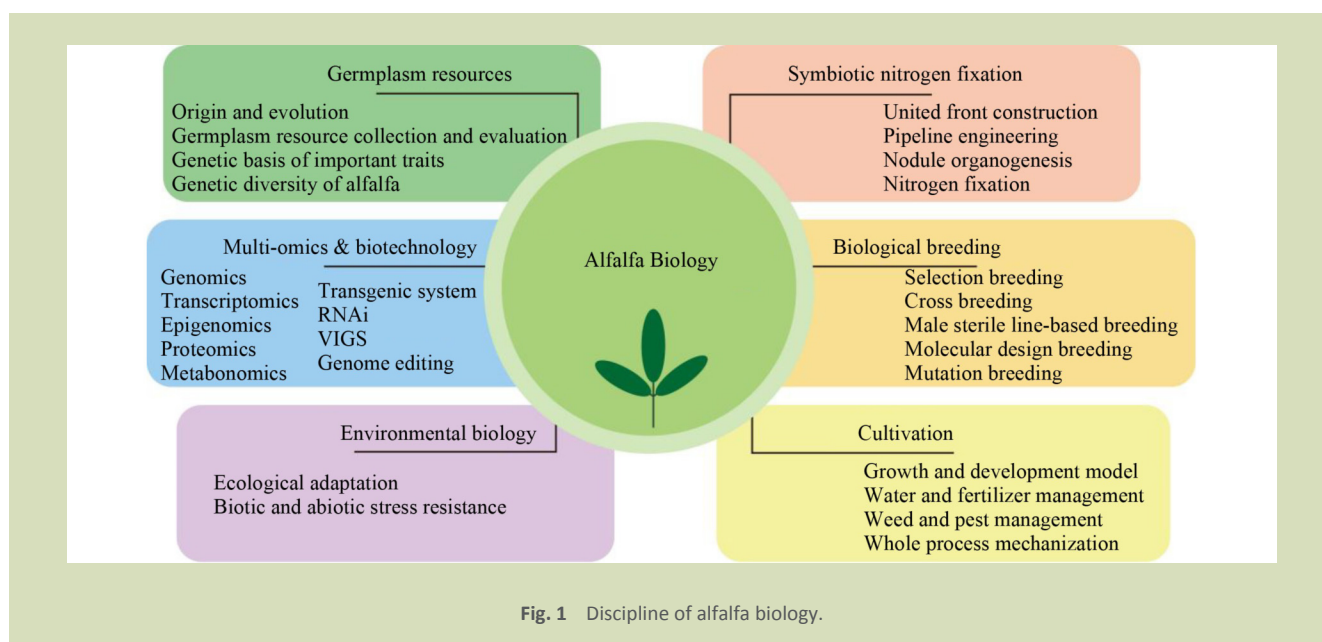 Germplasm resources
Origin and evolution
Germplasm resource collection and evaluation
Genetic basis of important traits
Genetic diversity of alfalfa
Symbiotic nitrogen fixation
United front construction
Pipeline engineering
Nodule organogenesis
Nitrogen fixation
Multi-omics & biotechnology
Genomics
Transcriptomics
Epigenomics
Proteomics
Metabonomics
Transgenic system
RNAi
VIGS
Genome editing
Alfalfa Biology
Biological breeding
Selection breeding
Cross breeding
Male sterile line-based breeding
Molecular design breeding
Mutation breeding
Environmental biology
Ecological adaptation
Biotic and abiotic stress resistance
Cultivation
Growth and development model
Water and fertilizer management
Weed and pest management
Whole process mechanization
Fig. 1 Discipline of alfalfa biology.